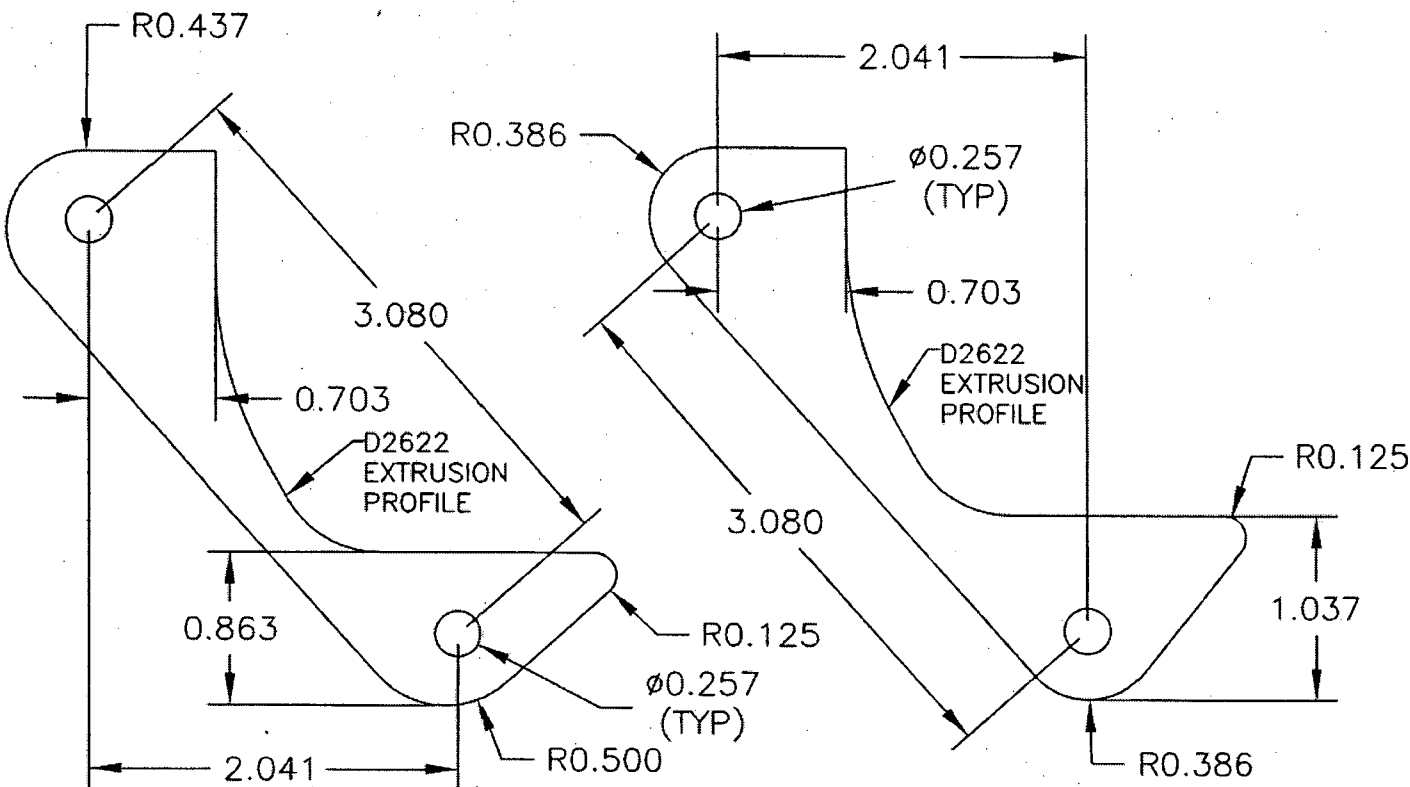 R0.437
3.080
0.703
D2622
EXTRUSION
PROFILE
0.863
R0.125
ø0.257
(TYP)
R0.500
2.041
2.041
R0.386
ø0.257
(TYP)
0.703
D2622
EXTRUSION
PROFILE
R0.125
3.080
1.037
R0.386